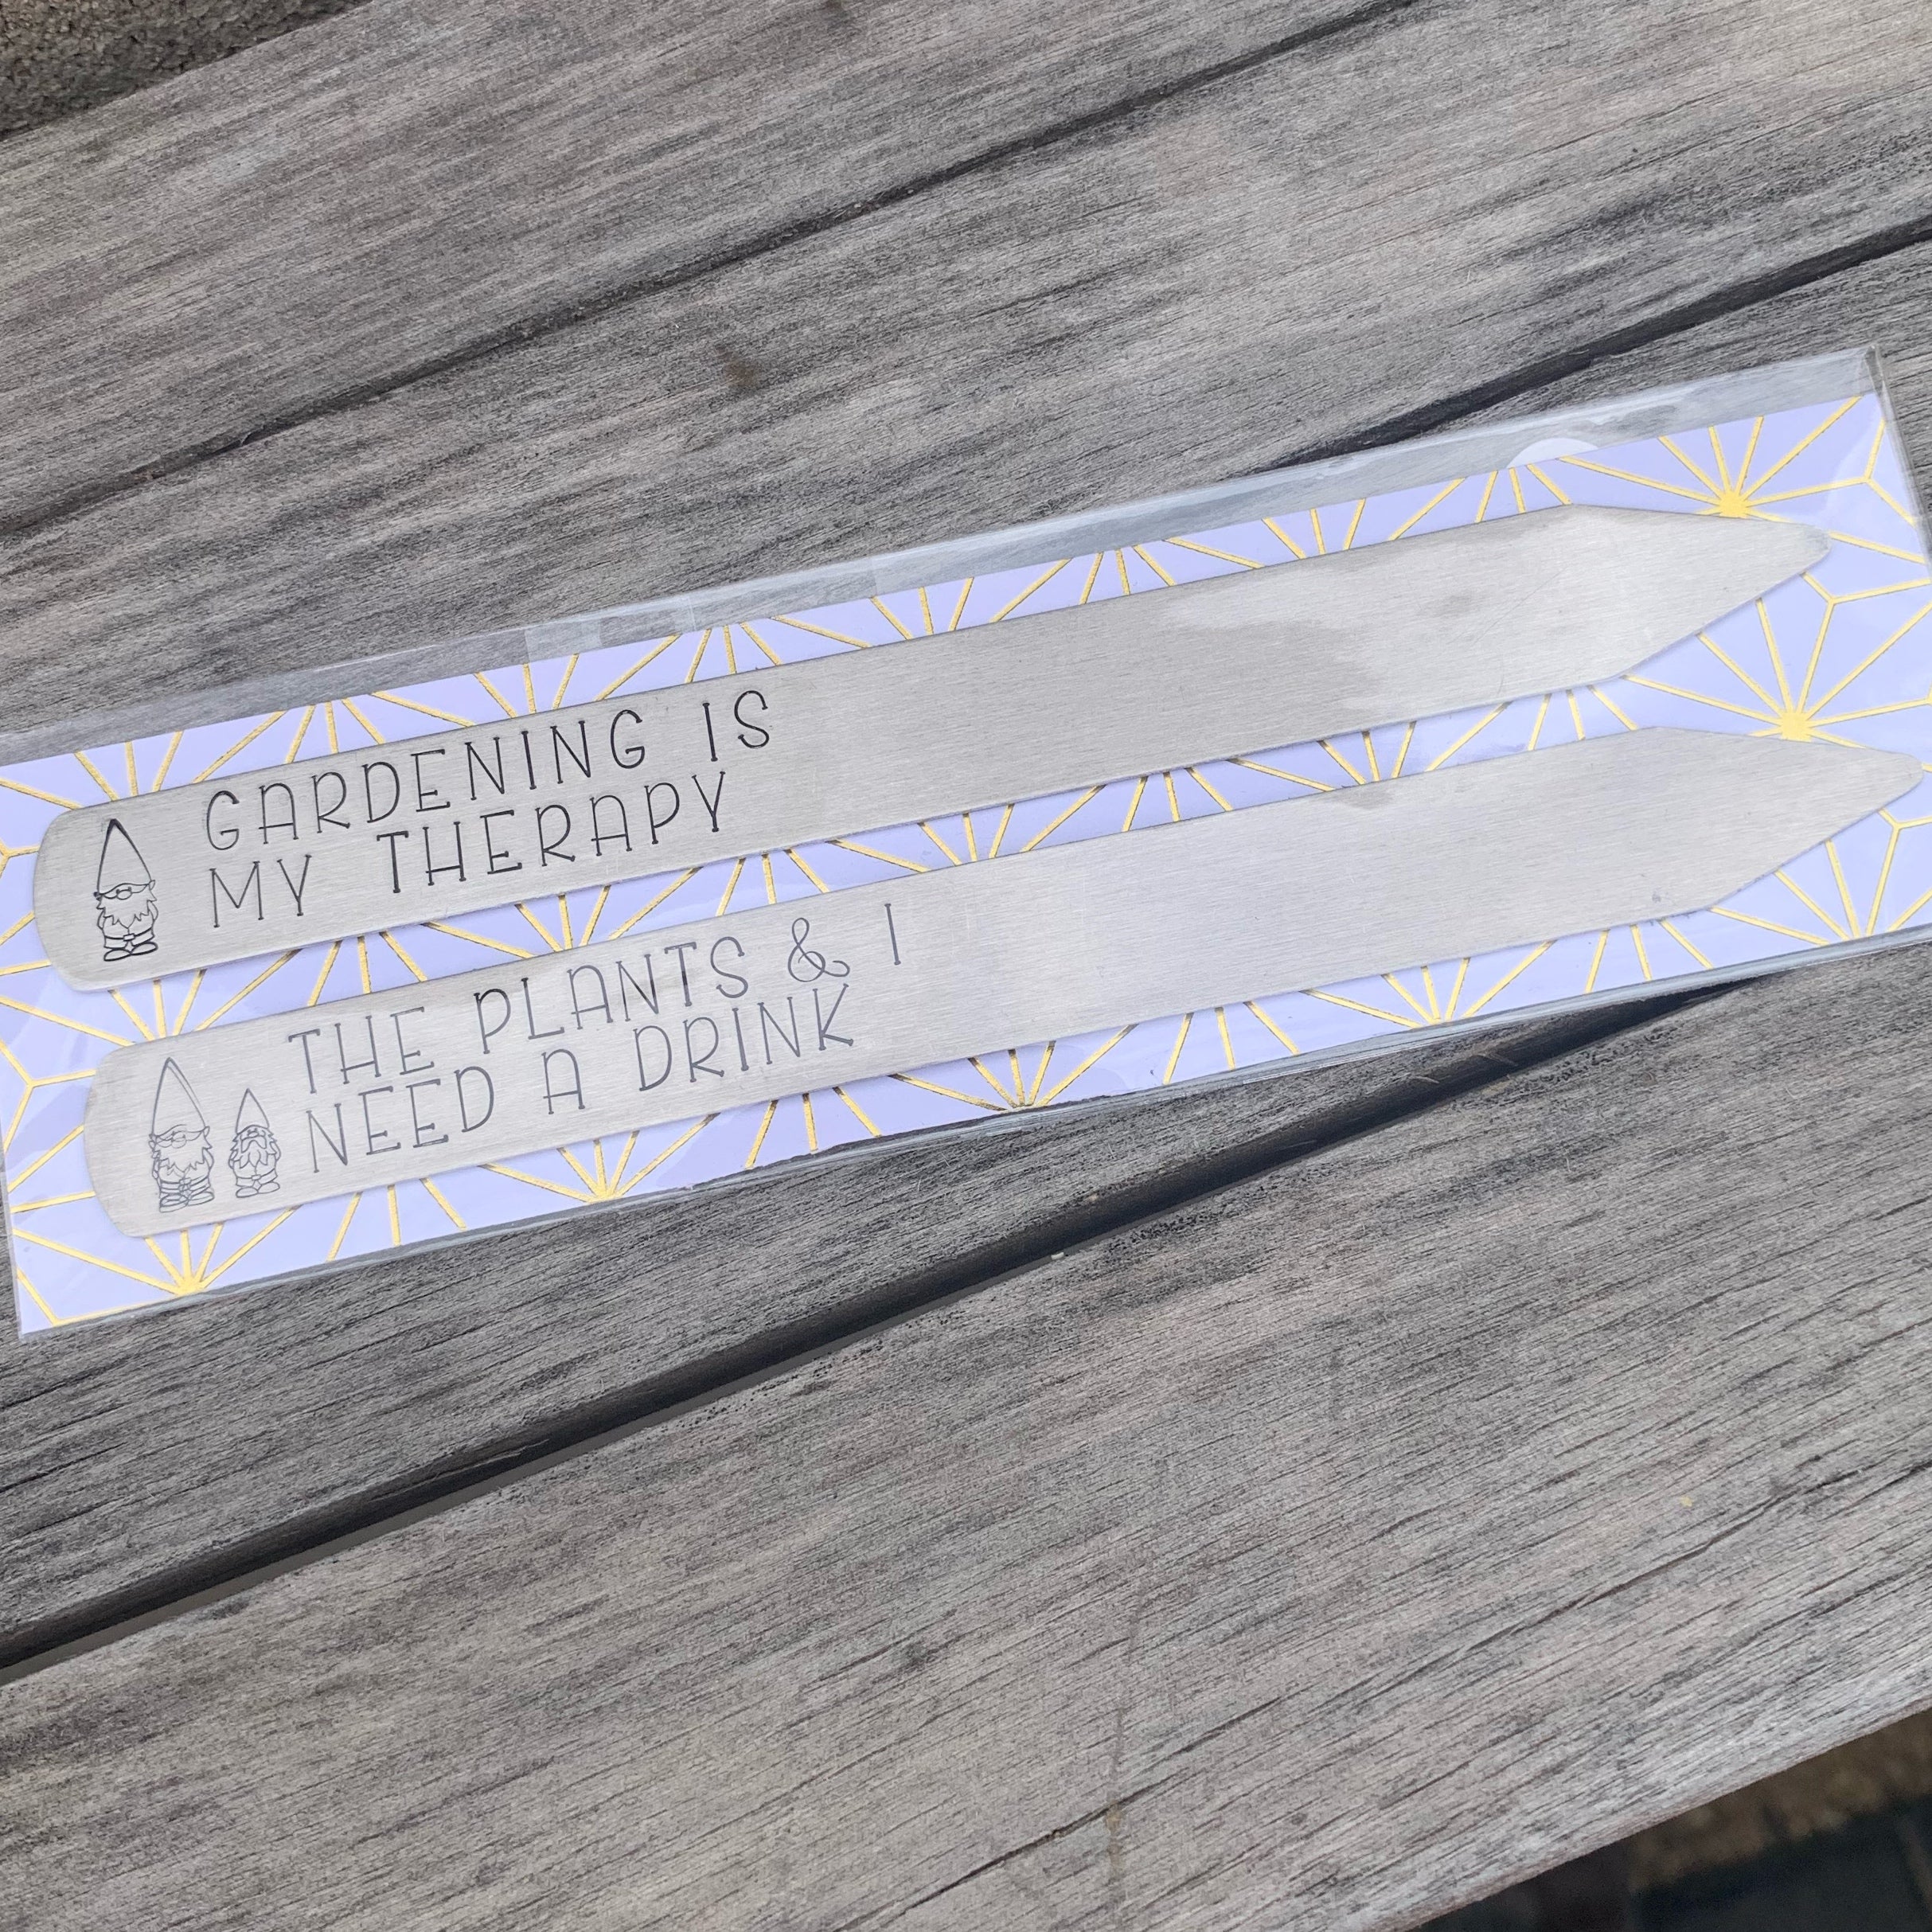 GARDENING IS
MY THERAPY
THE PLANTS & I
NEED A DRINK